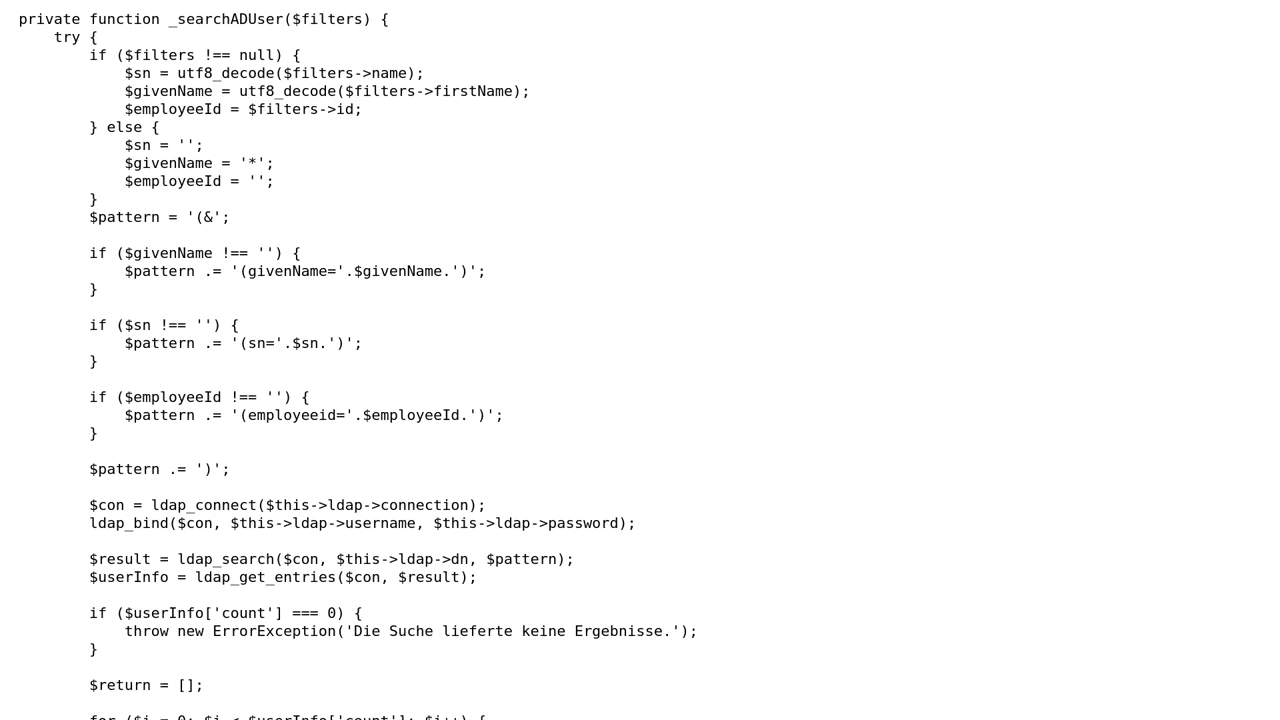 private function _searchADUser($filters) {
    try {
        if ($filters !== null) {
            $sn = utf8_decode($filters->name);
            $givenName = utf8_decode($filters->firstName);
            $employeeId = $filters->id;
        } else {
            $sn = '';
            $givenName = '*';
            $employeeId = '';
        }
        $pattern = '(&';

        if ($givenName !== '') {
            $pattern .= '(givenName='.$givenName.')';
        }

        if ($sn !== '') {
            $pattern .= '(sn='.$sn.')';
        }

        if ($employeeId !== '') {
            $pattern .= '(employeeid='.$employeeId.')';
        }

        $pattern .= ')';

        $con = ldap_connect($this->ldap->connection);
        ldap_bind($con, $this->ldap->username, $this->ldap->password);

        $result = ldap_search($con, $this->ldap->dn, $pattern);
        $userInfo = ldap_get_entries($con, $result);

        if ($userInfo['count'] === 0) {
            throw new ErrorException('Die Suche lieferte keine Ergebnisse.');
        }

        $return = [];

        for ($i = 0; $i < $userInfo['count']; $i++) {